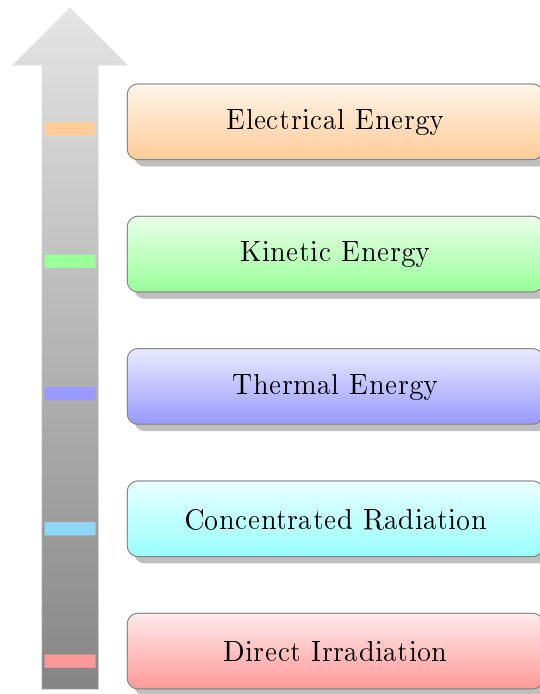 Electrical Energy
Kinetic Energy
Thermal Energy
Concentrated Radiation
Direct Irradiation